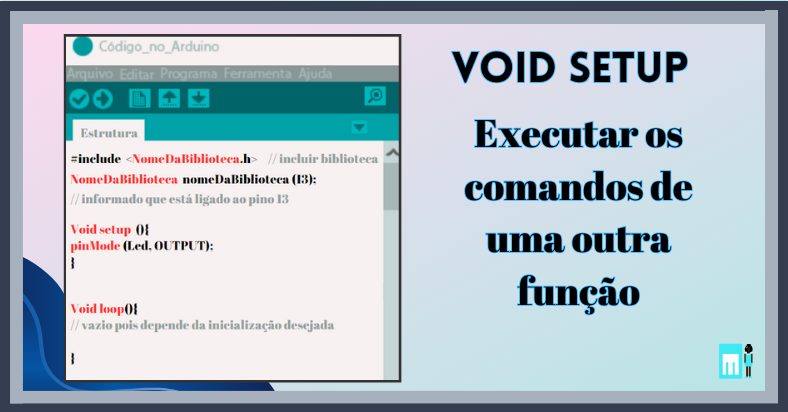 Código_no_Arduino
Arquivo Editar Programa Ferramenta Ajuda
Estrutura
#include <NomeDaBiblioteca.h> // incluir biblioteca
NomeDaBiblioteca nomeDaBiblioteca (I3);
// informado que está ligado ao pino I3
Void setup (){
pinMode (Led, OUTPUT);
}
Void loop(){
// vazio pois depende da inicialização desejada
}
VOID SETUP
Executar os
comandos de
uma outra
função
m